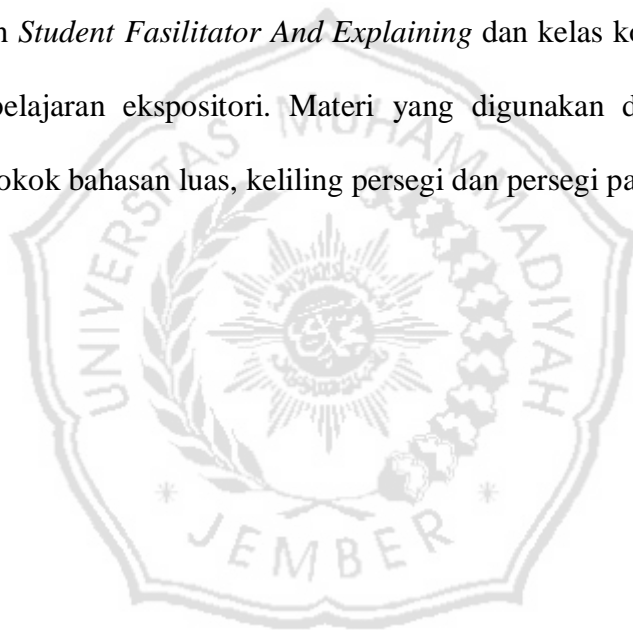 n Student Fasilitator And Explaining dan kelas ko
pelajaran ekspositori. Materi yang digunakan d
okok bahasan luas, keliling persegi dan persegi pa
UNIVERSITAS MUHAMMADIYAH
* JEMBER *